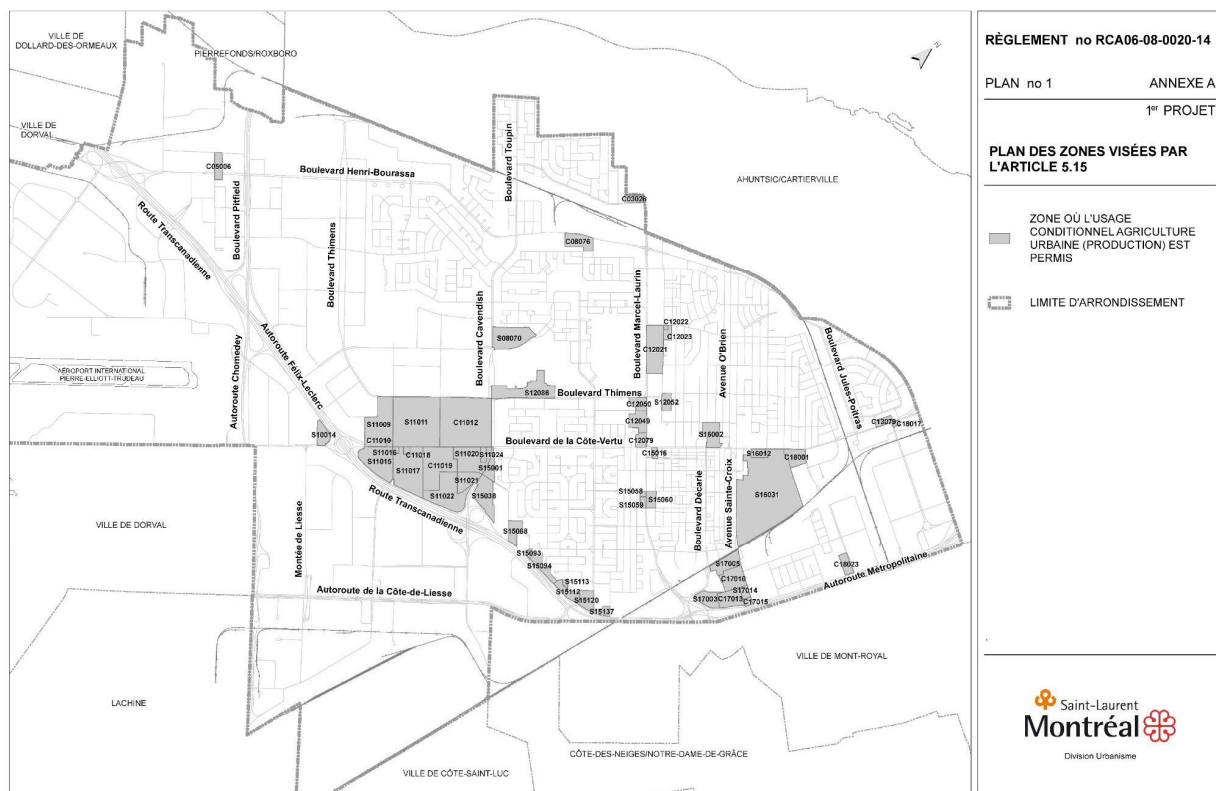 VILLE DE
DOLLARD-DES-ORMEAUX
PIERREFONDS/ROXBORO
N
VILLE DE
DORVAL
C05006
Boulevard Pitfield
Boulevard Henri-Bourassa
Boulevard Toupin
AHUNTSIC/CARTIERVILLE
C03026
Route Transcanadienne
Boulevard Thimens
C08076
Boulevard Cavendish
Boulevard Marcel-Laurin
Autoroute Chomedey
Autoroute Félix-Leclerc
S08070
C12022
C12023
C12021
Avenue O'Brien
Boulevard Jules-Poitras
AÉROPORT INTERNATIONAL
PIERRE-ELLIOTT-TRUDEAU
S12086
Boulevard Thimens
C12050
S12052
C12049
C12079
S10014
S11009
S11011
C11012
C11010
Boulevard de la Côte-Vertu
S16002
C13079
C18017
S11016
S11015
C11018
S11020
S11024
C11019
S15001
S11017
S11021
S11022
S15038
C15016
S16012
C18001
S16031
Route Transcanadienne
S15058
S15060
S15059
Boulevard Décarie
Avenue Sainte-Croix
VILLE DE DORVAL
Montée de Liesse
S15068
S15093
S15094
S15113
S15112
S15120
S15137
S17005
C17010
S17014
S17003
C17013
C17015
C18023
Autoroute Métropolitaine
Autoroute de la Côte-de-Liesse
VILLE DE MONT-ROYAL
LACHINE
CÔTE-DES-NEIGES/NOTRE-DAME-DE-GRÂCE
VILLE DE CÔTE-SAINT-LUC
RÈGLEMENT no RCA06-08-0020-14
PLAN no 1 ANNEXE A
1er PROJET
PLAN DES ZONES VISÉES PAR
L'ARTICLE 5.15
ZONE OÙ L'USAGE
CONDITIONNEL AGRICULTURE
URBAINE (PRODUCTION) EST
PERMIS
LIMITE D'ARRONDISSEMENT
Saint-Laurent
Montréal
Division Urbanisme